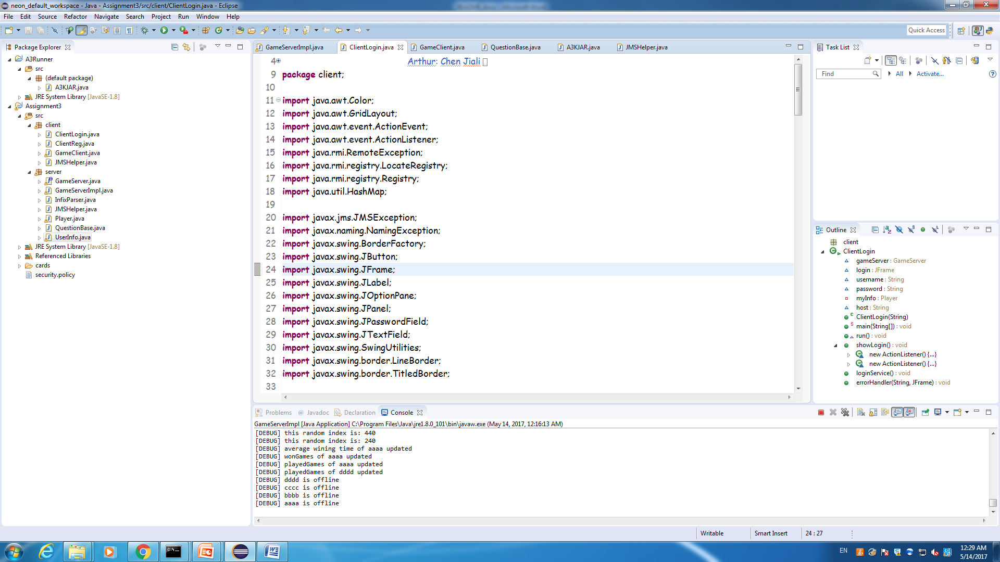 neon_default_workspace - Java - Assignment3/src/client/ClientLogin.java - Eclipse
File Edit Source Refactor Navigate Search Project Run Window Help
Quick Access
Package Explorer
A3Runner
src
(default package)
A3KJAR.java
JRE System Library [JavaSE-1.8]
Assignment3
src
client
ClientLogin.java
ClientReg.java
GameClient.java
JMSHelper.java
server
GameServer.java
GameServerImpl.java
InfixParser.java
JMSHelper.java
Player.java
QuestionBase.java
UserInfo.java
JRE System Library [JavaSE-1.8]
Referenced Libraries
cards
security.policy
GameServerImpl.java ClientLogin.java GameClient.java QuestionBase.java A3KJAR.java JMSHelper.java
4 Arthur: Chen Jiali
9 package client;
10
11 import java.awt.Color;
12 import java.awt.GridLayout;
13 import java.awt.event.ActionEvent;
14 import java.awt.event.ActionListener;
15 import java.rmi.RemoteException;
16 import java.rmi.registry.LocateRegistry;
17 import java.rmi.registry.Registry;
18 import java.util.HashMap;
19
20 import javax.jms.JMSException;
21 import javax.naming.NamingException;
22 import javax.swing.BorderFactory;
23 import javax.swing.JButton;
24 import javax.swing.JFrame;
25 import javax.swing.JLabel;
26 import javax.swing.JOptionPane;
27 import javax.swing.JPanel;
28 import javax.swing.JPasswordField;
29 import javax.swing.JTextField;
30 import javax.swing.SwingUtilities;
31 import javax.swing.border.LineBorder;
32 import javax.swing.border.TitledBorder;
33
Task List
Find All Activate...
Outline
client
ClientLogin
gameServer : GameServer
login : JFrame
username : String
password : String
myInfo : Player
host : String
ClientLogin(String)
main(String[]) : void
run() : void
showLogin() : void
new ActionListener() {...}
new ActionListener() {...}
loginService() : void
errorHandler(String, JFrame) : void
Problems @ Javadoc Declaration Console
GameServerImpl [Java Application] C:\Program Files\Java\jre1.8.0_101\bin\javaw.exe (May 14, 2017, 12:16:13 AM)
[DEBUG] this random index is: 440
[DEBUG] this random index is: 240
[DEBUG] average wining time of aaaa updated
[DEBUG] wonGames of aaaa updated
[DEBUG] playedGames of aaaa updated
[DEBUG] playedGames of dddd updated
[DEBUG] dddd is offline
[DEBUG] cccc is offline
[DEBUG] bbbb is offline
[DEBUG] aaaa is offline
Writable Smart Insert 24 : 27
EN
12:29 AM
5/14/2017